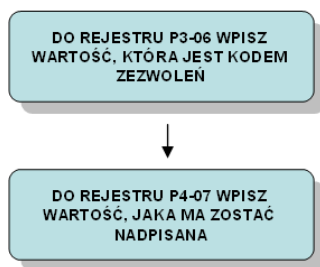 DO REJESTRU P3-06 WPISZ
WARTOŚĆ, KTÓRA JEST KODEM
ZEZWOLEŃ
DO REJESTRU P4-07 WPISZ
WARTOŚĆ, JAKA MA ZOSTAĆ
NADPISANA